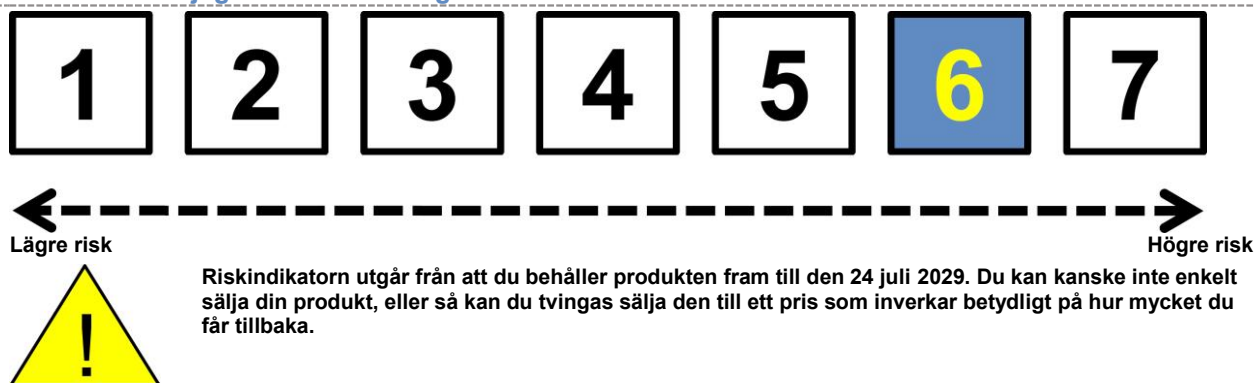 1 2 3 4 5 6 7
Lägre risk Högre risk
Riskindikatorn utgår från att du behåller produkten fram till den 24 juli 2029. Du kan kanske inte enkelt
sälja din produkt, eller så kan du tvingas sälja den till ett pris som inverkar betydligt på hur mycket du
får tillbaka.
!